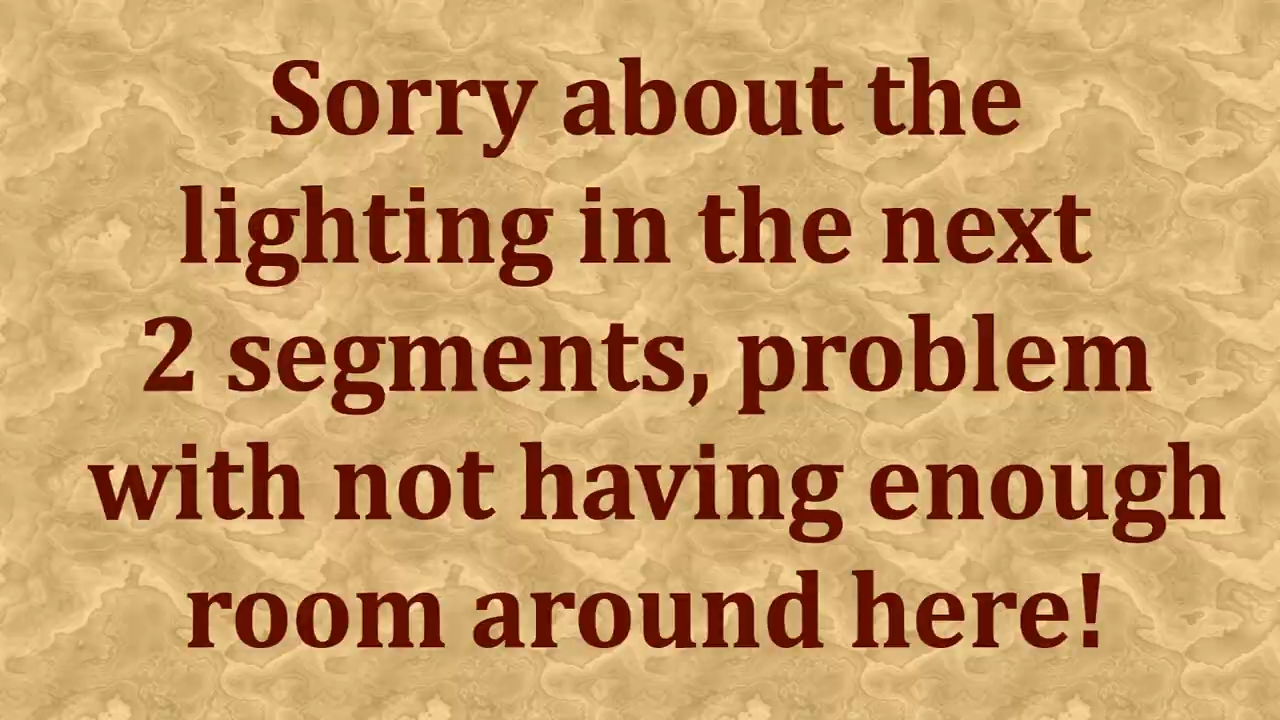 Sorry about the
lighting in the next
2 segments, problem
with not having enough
room around here!